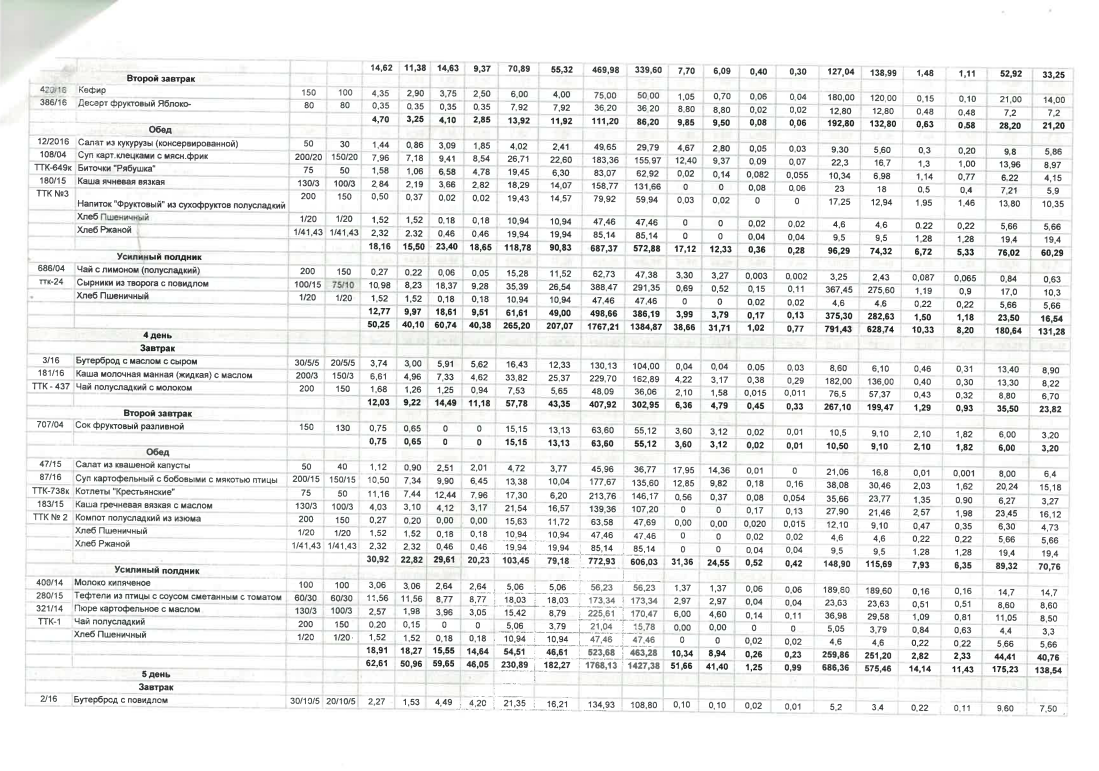 14,62 11,38 14,63 9,37 70,89 55,32 469,98 339,60 7,70 6,09 0,40 0,30 127,04 138,99 1,48 1,11 52,92 33,25
Второй завтрак
420/16 Кефир 150 100 4,35 2,90 3,75 2,50 6,00 4,00 75,00 50,00 1,05 0,70 0,06 0,04 180,00 120,00 0,15 0,10 21,00 14,00
386/16 Десерт фруктовый Яблоко- 80 80 0,35 0,35 0,35 0,35 7,92 7,92 36,20 36,20 8,80 8,80 0,02 0,02 12,80 12,80 0,48 0,48 7,2 7,2
4,70 3,25 4,10 2,85 13,92 11,92 111,20 86,20 9,85 9,50 0,08 0,06 192,80 132,80 0,63 0.58 28,20 21,20
Обед
12/2016 Салат из кукурузы (консервированной) 50 30 1,44 0,86 3,09 1,85 4,02 2,41 49,65 29,79 4,67 2,80 0,05 0,03 9,30 5,60 0,3 0,20 9,8 5,86
108/04 Суп карт.клецками с мясн.фрик 200/20 150/20 7,96 7,18 9,41 8,54 26,71 22,60 183,36 155,97 12,40 9,37 0,09 0,07 22,3 16,7 1,3 1,00 13,96 8,97
ТТК-649к Биточки "Рябушка" 75 50 1,58 1,06 6,58 4,78 19,45 6,30 83,07 62,92 0,02 0,14 0,082 0,055 10,34 6,98 1,14 0,77 6,22 4,15
180/15 Каша ячневая вязкая 130/3 100/3 2,84 2,19 3,66 2,82 18,29 14,07 158,77 131,66 0 0 0,08 0,06 23 18 0,5 0,4 7,21 5,9
ТТК №3 Напиток "Фруктовый" из сухофруктов полусладкий 200 150 0,50 0,37 0,02 0,02 19,43 14,57 79,92 59,94 0,03 0,02 0 0 17,25 12,94 1,95 1,46 13,80 10,35
Хлеб Пшеничный 1/20 1/20 1,52 1,52 0,18 0,18 10,94 10,94 47,46 47,46 0 0 0,02 0,02 4,6 4,6 0.22 0,22 5,66 5,66
Хлеб Ржаной 1/41,43 1/41,43 2,32 2.32 0,46 0,46 19,94 19,94 85,14 85,14 0 0 0,04 0,04 9,5 9,5 1,28 1,28 19,4 19,4
18,16 15,50 23,40 18,65 118,78 90,83 687,37 572,88 17,12 12,33 0,36 0,28 96,29 74,32 6,72 5,33 76,02 60,29
Усилиный полдник
686/04 Чай с лимоном (полусладкий) 200 150 0,27 0.22 0,06 0,05 15,28 11,52 62,73 47,38 3,30 3,27 0,003 0,002 3,25 2,43 0,087 0,065 0,84 0,63
ттк-24 Сырники из творога с повидлом 100/15 75/10 10,98 8,23 18,37 9,28 35,39 26,54 388,47 291,35 0,69 0,52 0,15 0,11 367,45 275,60 1,19 0,9 17,0 10,3
Хлеб Пшеничный 1/20 1/20 1,52 1,52 0,18 0,18 10,94 10,94 47,46 47,46 0 0 0,02 0,02 4,6 4,6 0,22 0,22 5,66 5,66
12,77 9,97 18,61 9,51 61,61 49,00 498,66 386,19 3,99 3,79 0,17 0,13 375,30 282,63 1,50 1,18 23,50 16,54
50,25 40,10 60,74 40,38 265,20 207,07 1767,21 1384,87 38,66 31,71 1,02 0,77 791,43 628,74 10,33 8,20 180,64 131,28
4 день
Завтрак
3/16 Бутерброд с маслом с сыром 30/5/5 20/5/5 3,74 3,00 5,91 5,62 16,43 12,33 130,13 104,00 0,04 0,04 0,05 0,03 8,60 6,10 0,46 0,31 13,40 8,90
181/16 Каша молочная манная (жидкая) с маслом 200/3 150/3 6,61 4,96 7,33 4,62 33,82 25,37 229,70 162,89 4,22 3,17 0,38 0,29 182,00 136,00 0,40 0,30 13,30 8,22
ТТК - 437 Чай полусладкий с молоком 200 150 1,68 1,26 1,25 0,94 7,53 5,65 48,09 36,06 2,10 1,58 0,015 0,011 76,5 57,37 0,43 0,32 8,80 6,70
12,03 9,22 14,49 11,18 57,78 43,35 407,92 302,95 6,36 4,79 0,45 0,33 267,10 199,47 1,29 0,93 35,50 23,82
Второй завтрак
707/04 Сок фруктовый разливной 150 130 0,75 0,65 0 0 15,15 13,13 63,60 55,12 3,60 3,12 0,02 0,01 10,5 9,10 2,10 1,82 6,00 3,20
0,75 0,65 0 0 15,15 13,13 63,60 55,12 3,60 3,12 0,02 0,01 10,50 9,10 2,10 1,82 6,00 3,20
Обед
47/15 Салат из квашеной капусты 50 40 1,12 0,90 2,51 2,01 4,72 3,77 45,96 36,77 17,95 14,36 0,01 0 21,06 16,8 0,01 0,001 8,00 6,4
87/16 Суп картофельный с бобовыми с мякотью птицы 200/15 150/15 10,50 7,34 9,90 6,45 13,38 10,04 177,67 135,60 12,85 9,82 0,18 0,16 38,08 30,46 2,03 1,62 20,24 15,18
ТТК-738к Котлеты "Крестьянские" 75 50 11,16 7,44 12,44 7,96 17,30 6,20 213,76 146,17 0,56 0,37 0,08 0,054 35,66 23,77 1,35 0,90 6,27 3,27
183/15 Каша гречневая вязкая с маслом 130/3 100/3 4,03 3,10 4,12 3,17 21,54 16,57 139,36 107,20 0 0 0,17 0,13 27,90 21,46 2,57 1,98 23,45 16,12
ТТК № 2 Компот полусладкий из изюма 200 150 0,27 0,20 0,00 0,00 15,63 11,72 63,58 47,69 0,00 0,00 0,020 0,015 12,10 9,10 0,47 0,35 6,30 4,73
Хлеб Пшеничный 1/20 1/20 1,52 1,52 0,18 0,18 10,94 10,94 47,46 47,46 0 0 0,02 0,02 4,6 4,6 0,22 0,22 5,66 5,66
Хлеб Ржаной 1/41,43 1/41,43 2,32 2,32 0,46 0,46 19,94 19,94 85,14 85,14 0 0 0,04 0,04 9,5 9,5 1,28 1,28 19,4 19,4
30,92 22,82 29,61 20,23 103,45 79,18 772,93 606,03 31,36 24,55 0,52 0,42 148,90 115,69 7,93 6,35 89,32 70,76
Усилиный полдник
400/14 Молоко кипяченое 100 100 3,06 3,06 2,64 2,64 5,06 5,06 56,23 56,23 1,37 1,37 0,06 0,06 189,80 189,60 0,16 0,16 14,7 14,7
280/15 Тефтели из птицы с соусом сметанным с томатом 60/30 60/30 11,56 11,56 8,77 8,77 18,03 18,03 173,34 173,34 2,97 2,97 0,04 0,04 23,63 23,63 0,51 0,51 8,60 8,60
321/14 Пюре картофельное с маслом 130/3 100/3 2,57 1,98 3,96 3,05 15,42 8,79 225,61 170,47 6,00 4,60 0,14 0,11 36,98 29,58 1,09 0,81 11,05 8,50
ТТК-1 Чай полусладкий 200 150 0,20 0,15 0 0 5,06 3,79 21,04 15,78 0,00 0,00 0 0 5,05 3,79 0,84 0,63 4,4 3,3
Хлеб Пшеничный 1/20 1/20 1,52 1,52 0,18 0,18 10,94 10,94 47,46 47,46 0 0 0,02 0,02 4,6 4,6 0,22 0,22 5,66 5,66
18,91 18,27 15,55 14,64 54,51 46,61 523,68 463,28 10,34 8,94 0,26 0,23 259,86 251,20 2,82 2,33 44,41 40,76
62,61 50,96 59,65 46,05 230,89 182,27 1768,13 1427,38 51,66 41,40 1,25 0,99 686,36 575,46 14,14 11,43 175,23 138,54
5 день
Завтрак
2/16 Бутерброд с повидлом 30/10/5 20/10/5 2,27 1,53 4,49 4,20 21,35 16,21 134,93 108,80 0,10 0,10 0,02 0,01 5,2 3.4 0,22 0,11 9,60 7,50